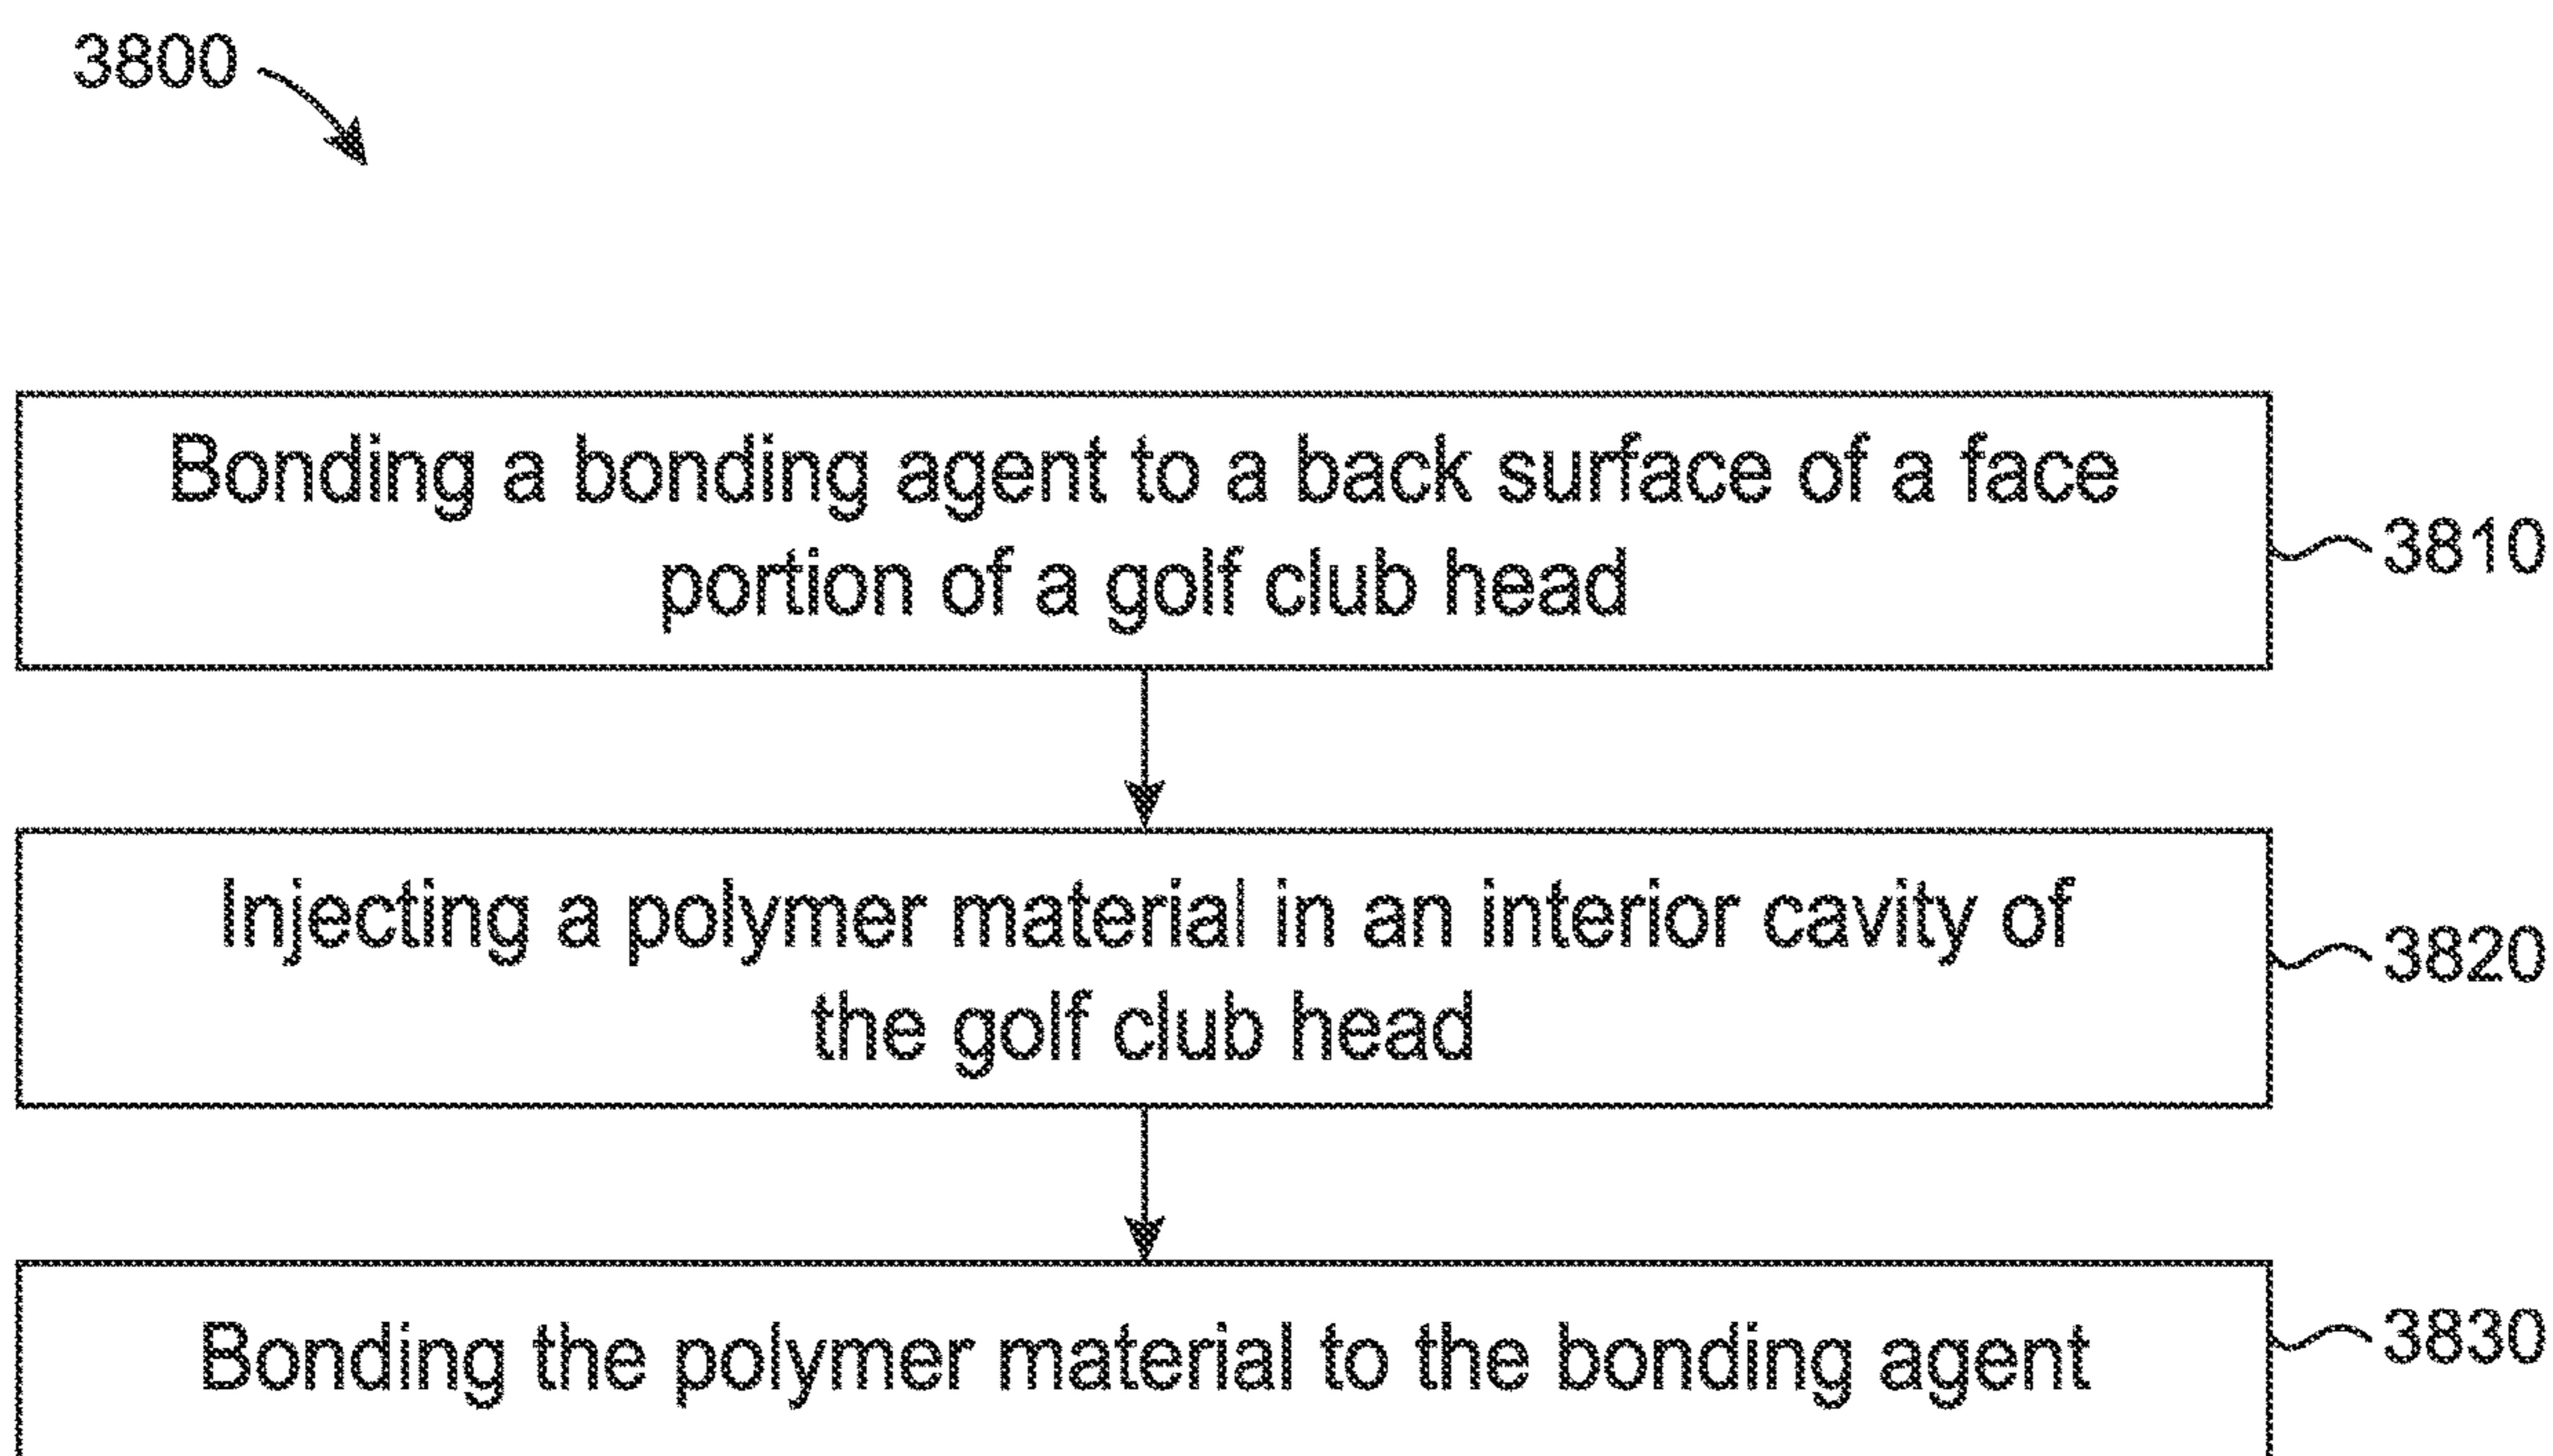 3800
Bonding a bonding agent to a back surface of a face
portion of a golf club head
3810
Injecting a polymer material in an interior cavity of
the golf club head
3820
Bonding the polymer material to the bonding agent
3830